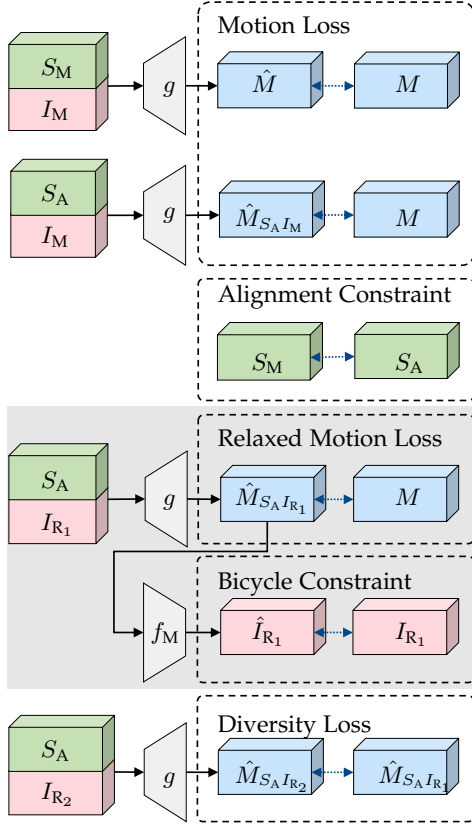 Motion Loss
S_M
I_M
g
M̂
M
S_A
I_M
g
M̂_{S_A I_M}
M
Alignment Constraint
S_M
S_A
Relaxed Motion Loss
S_A
I_{R_1}
g
M̂_{S_A I_{R_1}}
M
Bicycle Constraint
f_M
Î_{R_1}
I_{R_1}
Diversity Loss
S_A
I_{R_2}
g
M̂_{S_A I_{R_2}}
M̂_{S_A I_{R_1}}